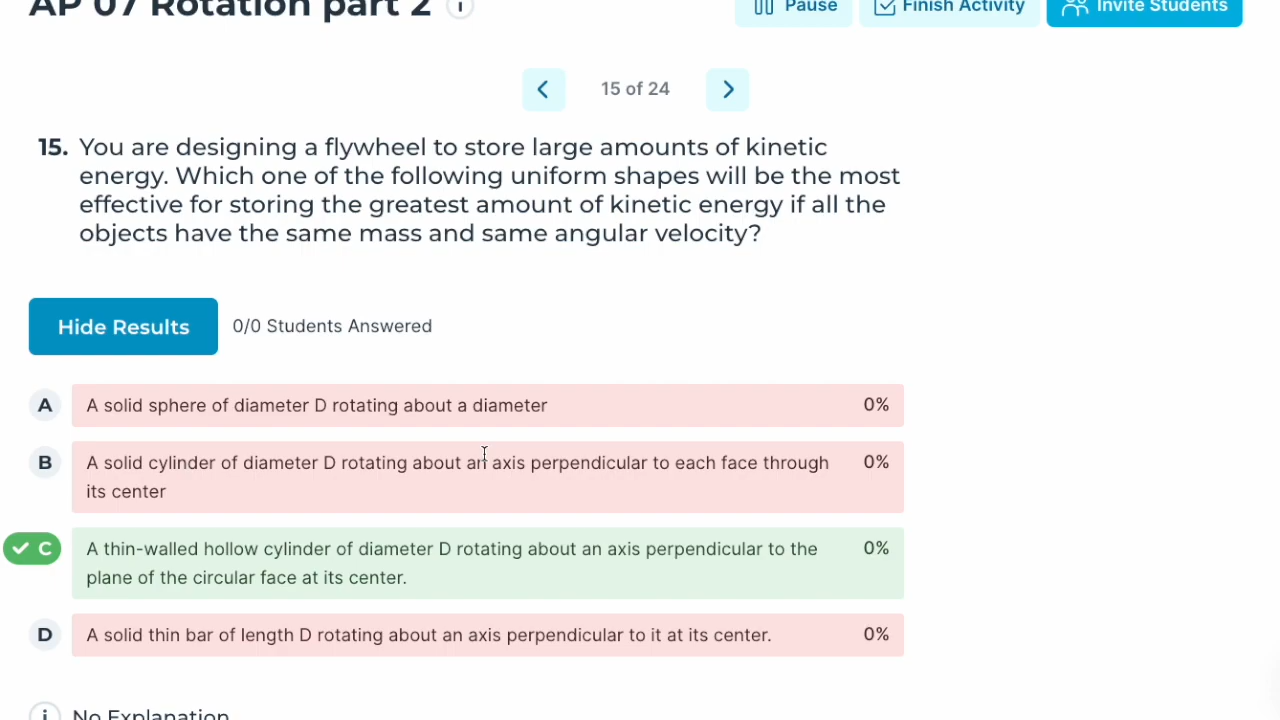 AP 07 Rotation part 2
Pause
Finish Activity
Invite Students
15 of 24
15. You are designing a flywheel to store large amounts of kinetic
energy. Which one of the following uniform shapes will be the most
effective for storing the greatest amount of kinetic energy if all the
objects have the same mass and same angular velocity?
Hide Results
0/0 Students Answered
A A solid sphere of diameter D rotating about a diameter 0%
B A solid cylinder of diameter D rotating about an axis perpendicular to each face through 0%
its center
C A thin-walled hollow cylinder of diameter D rotating about an axis perpendicular to the 0%
plane of the circular face at its center.
D A solid thin bar of length D rotating about an axis perpendicular to it at its center. 0%
i No Explanation